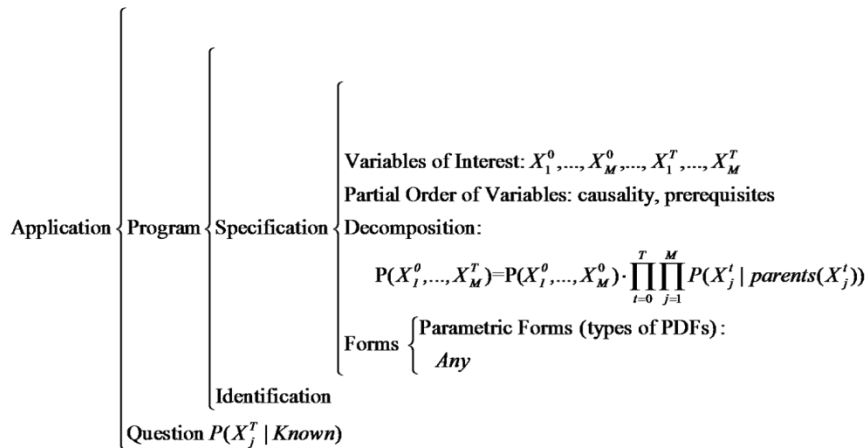 Variables of Interest: X_1^0,..., X_M^0,..., X_1^T,..., X_M^T
Partial Order of Variables: causality, prerequisites
Application { Program { Specification { Decomposition:
P(X_I^0,..., X_M^T)=P(X_I^0,..., X_M^0) · ∏_{t=0}^{T} ∏_{j=1}^{M} P(X_j^t | parents(X_j^t))
Forms { Parametric Forms (types of PDFs) :
Any
Identification
Question P(X_j^T | Known)